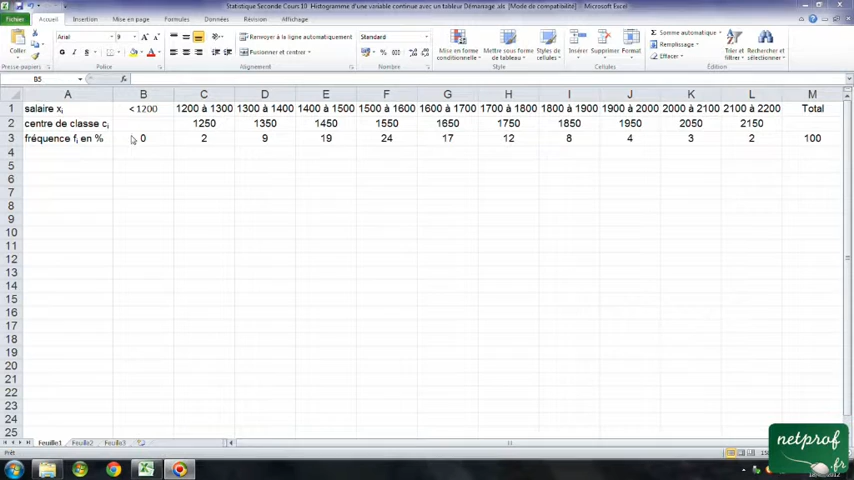 Statistique Seconde Cours 10 Histogramme d'une variable continue avec un tableur Démarrage.xls [Mode de compatibilité] - Microsoft Excel
Fichier Accueil Insertion Mise en page Formules Données Révision Affichage
Coller
Arial 9
Renvoyer à la ligne automatiquement
Standard
Mise en forme conditionnelle
Mettre sous forme de tableau
Styles de cellules
Insérer Supprimer Format
Somme automatique
Remplissage
Effacer
Trier et filtrer
Rechercher et sélectionner
G I S
Fusionner et centrer
% 000
Presse-papiers Police Alignement Nombre Style Cellules Édition
B5 fx
A B C D E F G H I J K L M
1 salaire xi < 1200 1200 à 1300 1300 à 1400 1400 à 1500 1500 à 1600 1600 à 1700 1700 à 1800 1800 à 1900 1900 à 2000 2000 à 2100 2100 à 2200 Total
2 centre de classe ci 1250 1350 1450 1550 1650 1750 1850 1950 2050 2150
3 fréquence fi en % 0 2 9 19 24 17 12 8 4 3 2 100
4
5
6
7
8
9
10
11
12
13
14
15
16
17
18
19
20
21
22
23
24
25
Feuille1 Feuille2 Feuille3
Prêt
netprof
.fr